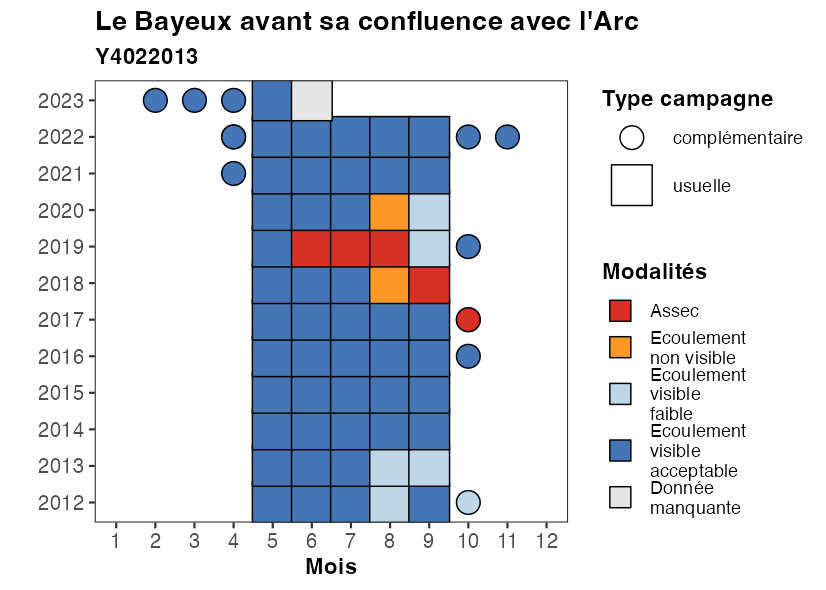 Le Bayeux avant sa confluence avec l'Arc
Y4022013
2023
2022
2021
2020
2019
2018
2017
2016
2015
2014
2013
2012
1 2 3 4 5 6 7 8 9 10 11 12
Mois
Type campagne
complémentaire
usuelle
Modalités
Assec
Ecoulement
non visible
Ecoulement
visible
faible
Ecoulement
visible
acceptable
Donnée
manquante